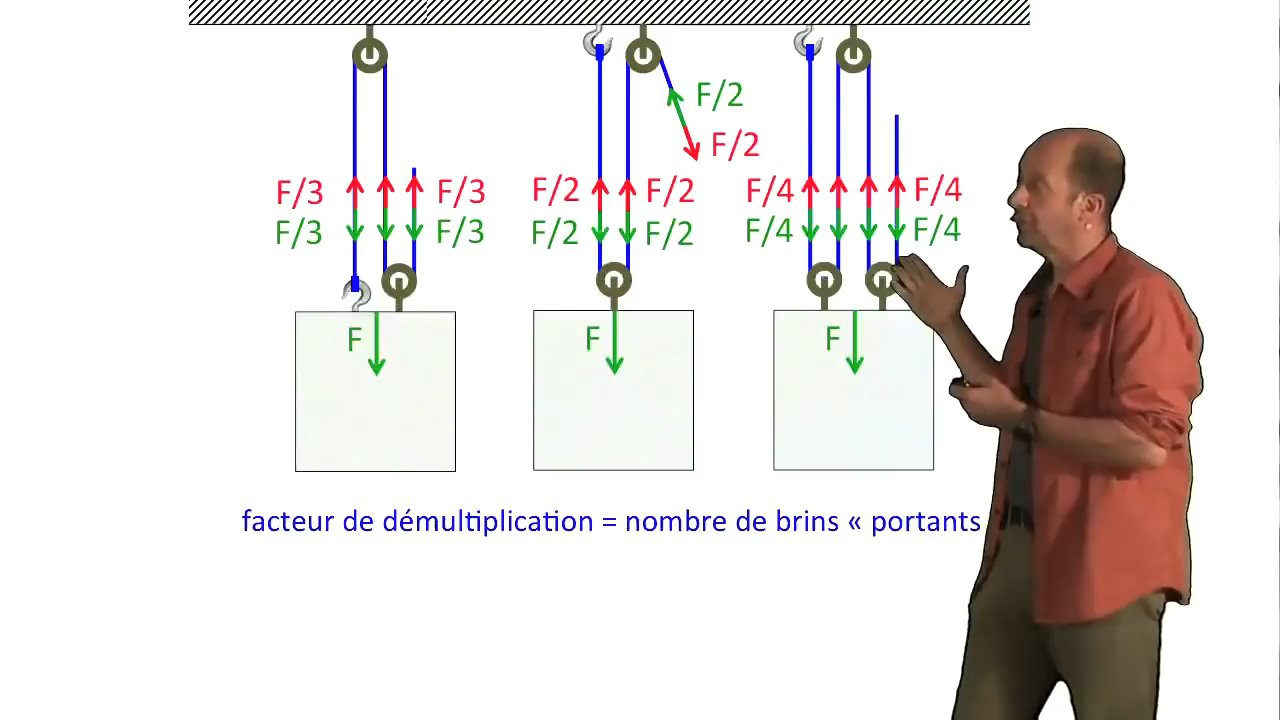 F/2
F/2
F/3 F/3 F/2 F/2 F/4 F/4
F/3 F/3 F/2 F/2 F/4 F/4
F F F
facteur de démultiplication = nombre de brins « portants